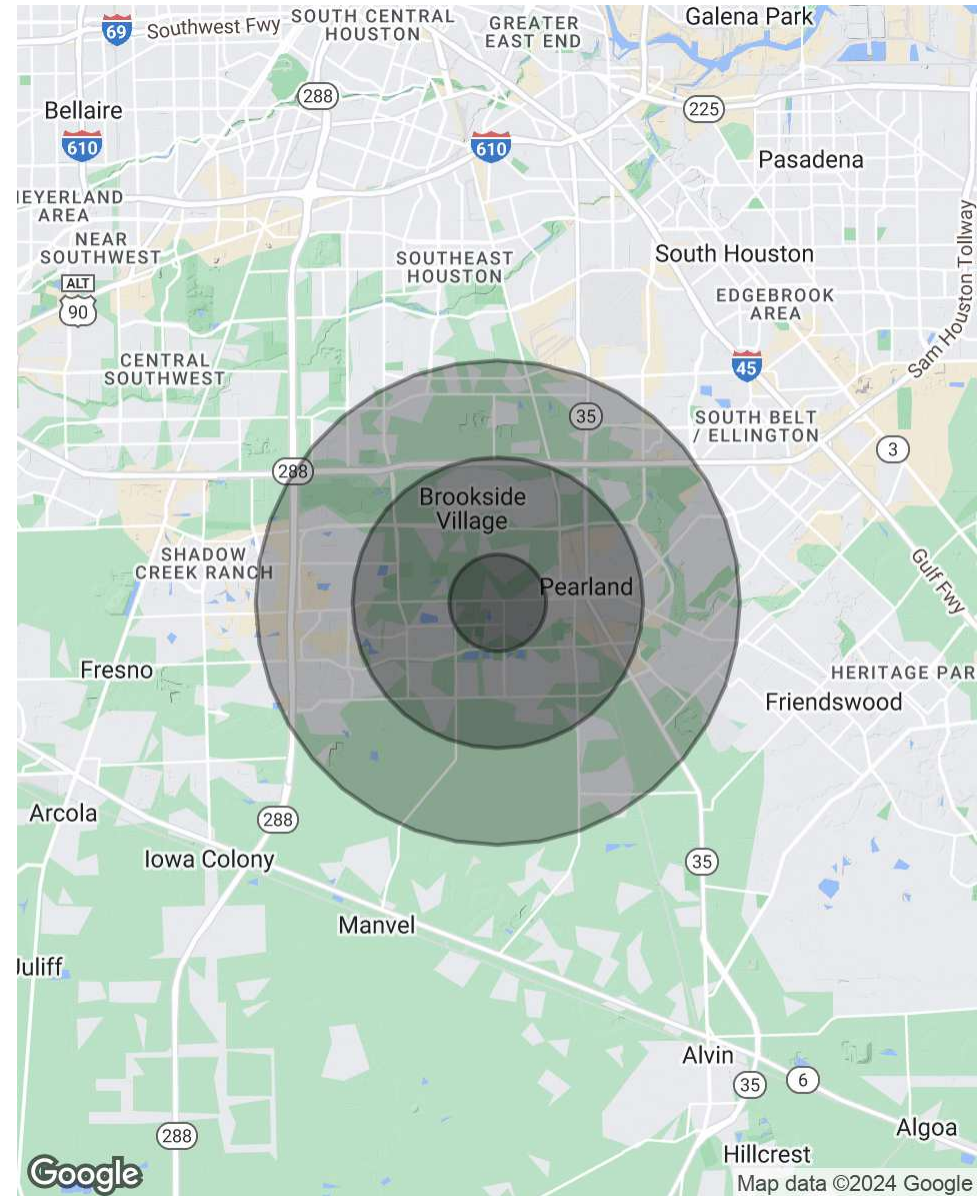 69
Southwest Fwy
SOUTH CENTRAL
HOUSTON
GREATER
EAST END
Galena Park
288
225
Bellaire
610
610
Pasadena
IEYERLAND
AREA
NEAR
SOUTHWEST
ALT
90
SOUTHEAST
HOUSTON
South Houston
Sam Houston Tollway
EDGEBROOK
AREA
CENTRAL
SOUTHWEST
45
35
SOUTH BELT
/ ELLINGTON
3
288
Brookside
Village
SHADOW
CREEK RANCH
Pearland
Gulf Fwy
Fresno
HERITAGE PAR
Friendswood
Arcola
288
Iowa Colony
35
Manvel
Juliff
Alvin
35
6
288
Algoa
Hillcrest
Google
Map data ©2024 Google